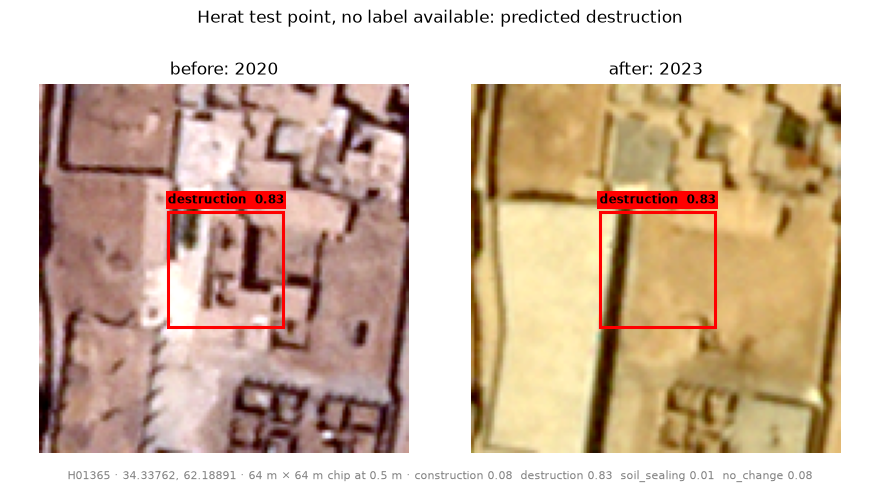 Herat test point, no label available: predicted destruction
before: 2020
after: 2023
destruction 0.83
destruction 0.83
H01365 · 34.33762, 62.18891 · 64 m × 64 m chip at 0.5 m · construction 0.08 destruction 0.83 soil_sealing 0.01 no_change 0.08